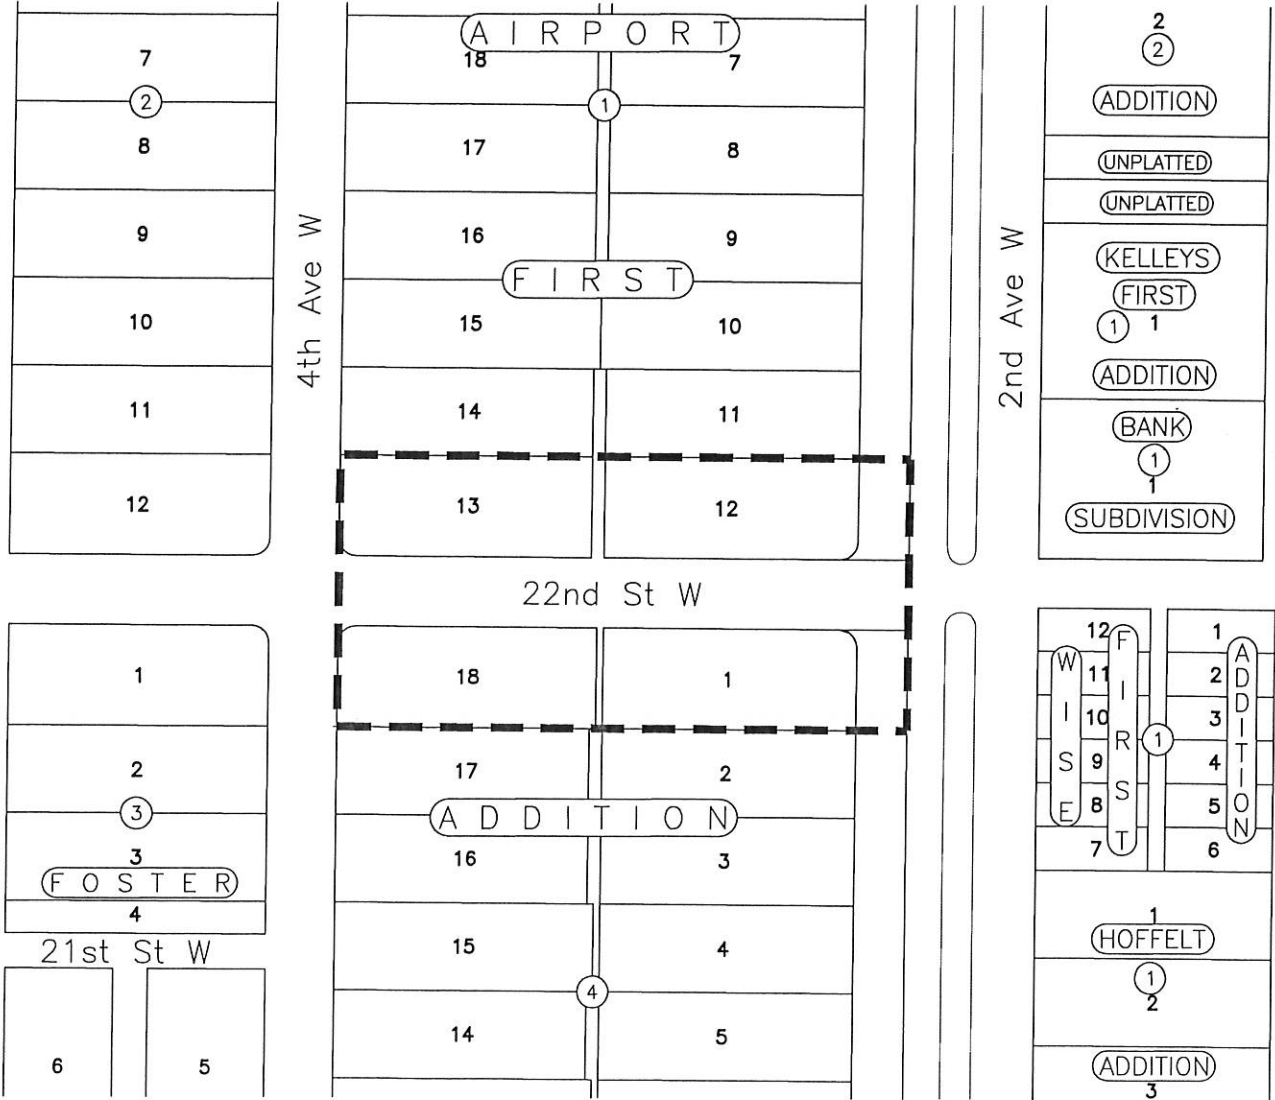 7
2
8
9
10
11
12
4th Ave W
AIRPORT
18
7
1
17
8
16
9
FIRST
15
10
14
11
13
12
22nd St W
2nd Ave W
2
2
ADDITION
UNPLATTED
UNPLATTED
KELLEYS
FIRST
1 1
ADDITION
BANK
1
1
SUBDIVISION
1
2
3
3
FOSTER
4
21st St W
6
5
18
1
17
2
ADDITION
16
3
15
4
4
14
5
WISE
FIRST
ADDITION
12
11
10
9
8
7
1
1
2
3
4
5
6
1
HOFFELT
1
2
ADDITION
3